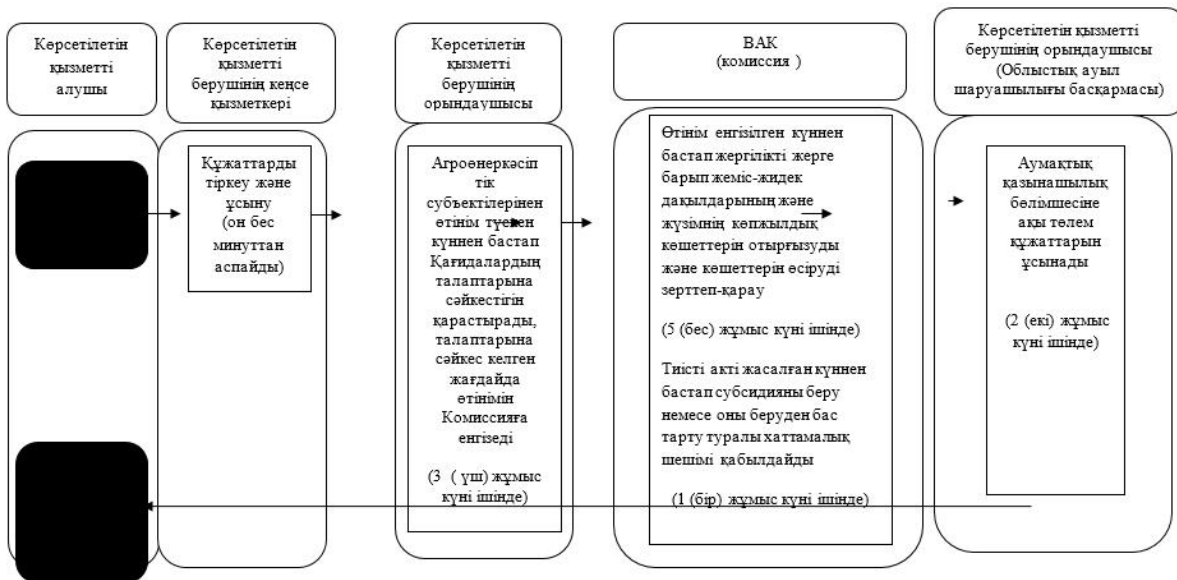 Көрсетілетін
қызметті
алушы
Көрсетілетін
қызметті
берушінің кеңсе
қызметкері
Көрсетілетін
қызметті
берушінің
орындаушысы
ВАК
(комиссия )
Көрсетілетін қызметті
берушінің орындаушысы
(Облыстық ауыл
шаруашылығы басқармасы)
Құжаттарды
тіркеу және
ұсыну
(он бес
минуттан
аспайды)
Агроөнеркәсіп
тік
субъектілерінен
өтінім түскен
күннен бастап
Қағидалардың
талаптарына
сәйкестігін
қарастырады,
талаптарына
сәйкес келген
жағдайда
өтінімін
Комиссияға
енгізеді
(3 ( үш) жұмыс
күні ішінде)
Өтінім енгізілген күннен
бастап жергілікті жерге
барып жеміс-жидек
дақылдарының және
жүзімнің көпжылдық
көшеттерін отырғызуды
және көшеттерін өсіруді
зерттеп-қарау
(5 (бес) жұмыс күні ішінде)
Тиісті акті жасалған күннен
бастап субсидияны беру
немесе оны беруден бас
тарту туралы хаттамалық
шешімі қабылдайды
(1 (бір) жұмыс күні ішінде)
Аумақтық
қазынашылық
бөлімшесіне
ақы төлем
құжаттарын
ұсынады
(2 (екі) жұмыс
күні ішінде)